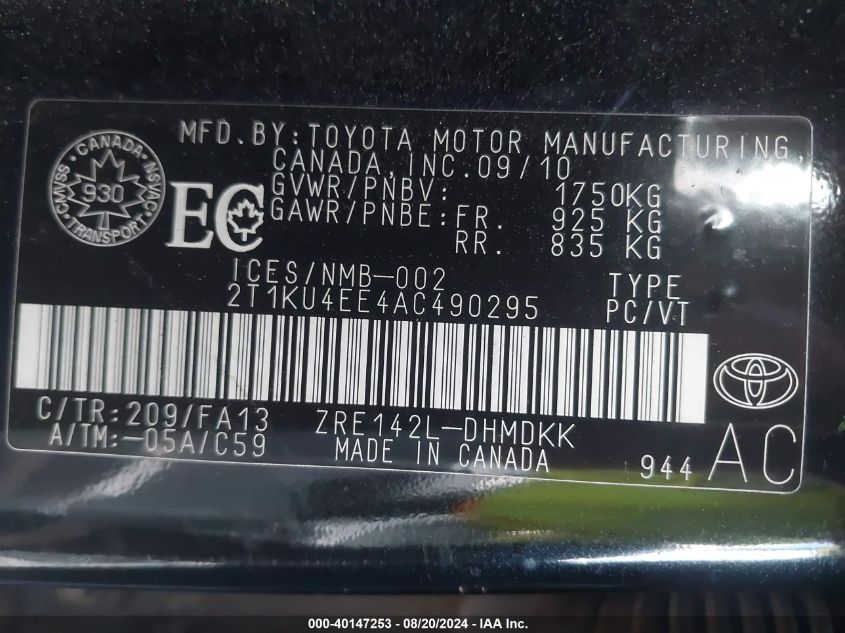 MFD.BY:TOYOTA MOTOR MANUFACTURING,
CANADA, INC.09/10
GVWR/PNBV: 1750KG
GAWR/PNBE:FR. 925 KG
RR. 835 KG
CANADA
CMVSS
930
NSVAC
TRANSPORT
EC
ICES/NMB-002
2T1KU4EE4AC490295
TYPE
PC/VT
C/TR:209/FA13
A/TM:-05A/C59
ZRE142L-DHMDKK
MADE IN CANADA
944
AC
000-40147253 - 08/20/2024 - IAA Inc.